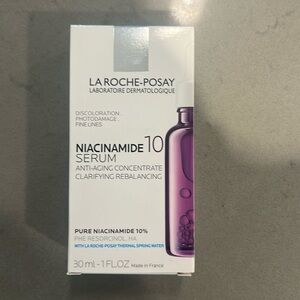 LA ROCHE-POSAY
LABORATOIRE DERMATOLOGIQUE
DISCOLORATION
PHOTODAMAGE
FINE LINES
NIACINAMIDE 10
SERUM
ANTI-AGING CONCENTRATE
CLARIFYING REBALANCING
PURE NIACINAMIDE 10%
PHE RESORCINOL, HA
WITH LA ROCHE-POSAY THERMAL SPRING WATER
30 ml - 1 FL.OZ Made in France